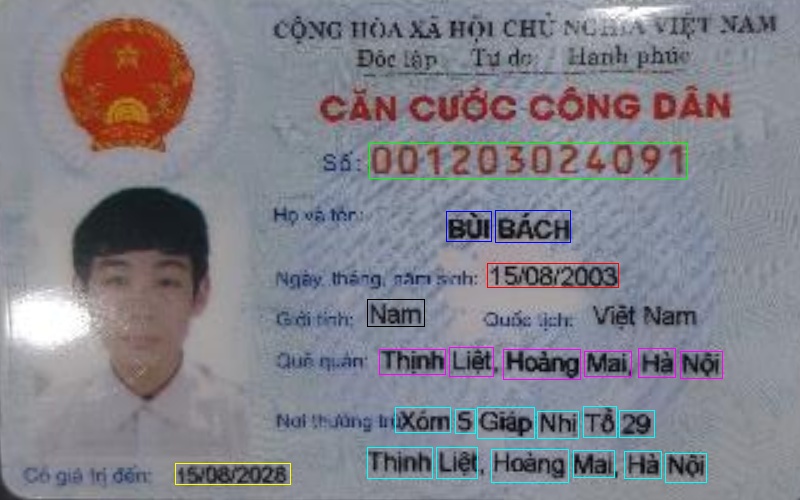 CỘNG HÒA XÃ HỘI CHỦ NGHĨA VIỆT NAM
Độc lập Tự do Hạnh phúc
CĂN CƯỚC CÔNG DÂN
Số: 001203024091
Họ và tên:
BÙI BÁCH
Ngày, tháng, năm sinh: 15/08/2003
Giới tính: Nam Quốc tịch: Việt Nam
Quê quán: Thịnh Liệt, Hoàng Mai, Hà Nội
Nơi thường trú Xóm 5 Giáp Nhị Tổ 29
Thịnh Liệt, Hoàng Mai, Hà Nội
Có giá trị đến: 15/08/2028